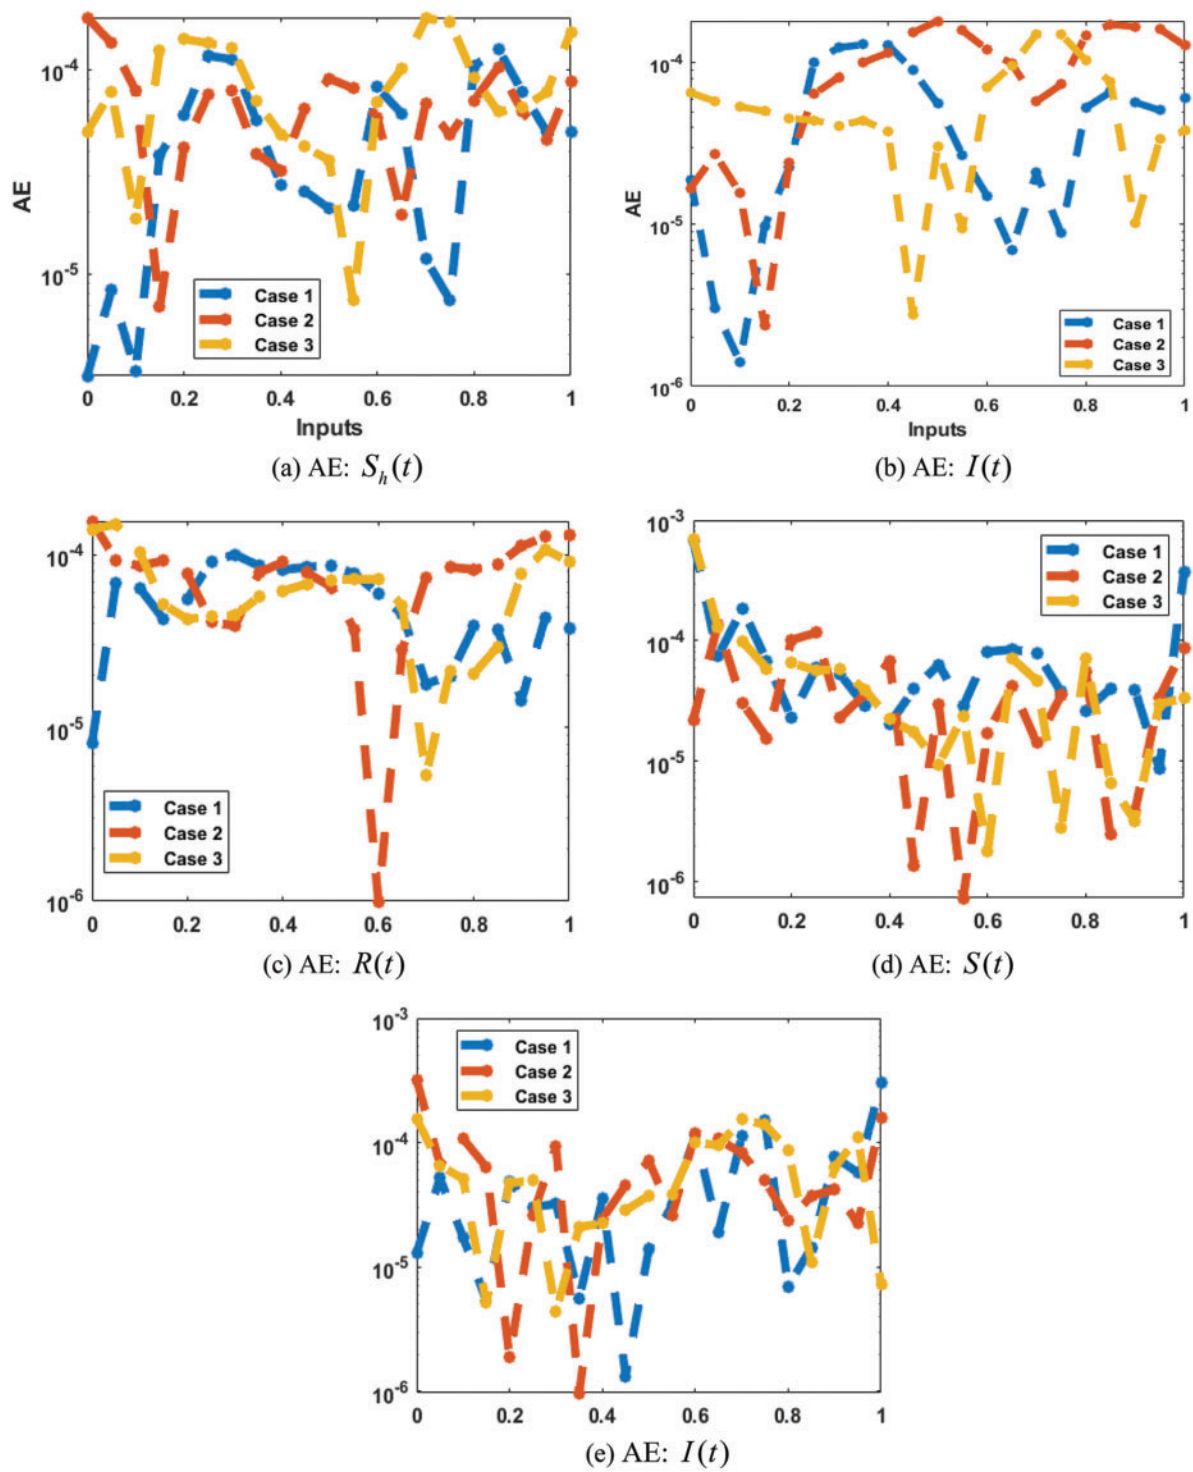 AE
10^-4
10^-5
Case 1
Case 2
Case 3
0 0.2 0.4 0.6 0.8 1
Inputs
(a) AE: S_h(t)
AE
10^-4
10^-5
10^-6
Case 1
Case 2
Case 3
0 0.2 0.4 0.6 0.8 1
Inputs
(b) AE: I(t)
10^-4
10^-5
10^-6
Case 1
Case 2
Case 3
0 0.2 0.4 0.6 0.8 1
(c) AE: R(t)
10^-3
10^-4
10^-5
10^-6
Case 1
Case 2
Case 3
0 0.2 0.4 0.6 0.8 1
(d) AE: S(t)
10^-3
10^-4
10^-5
10^-6
Case 1
Case 2
Case 3
0 0.2 0.4 0.6 0.8 1
(e) AE: I(t)